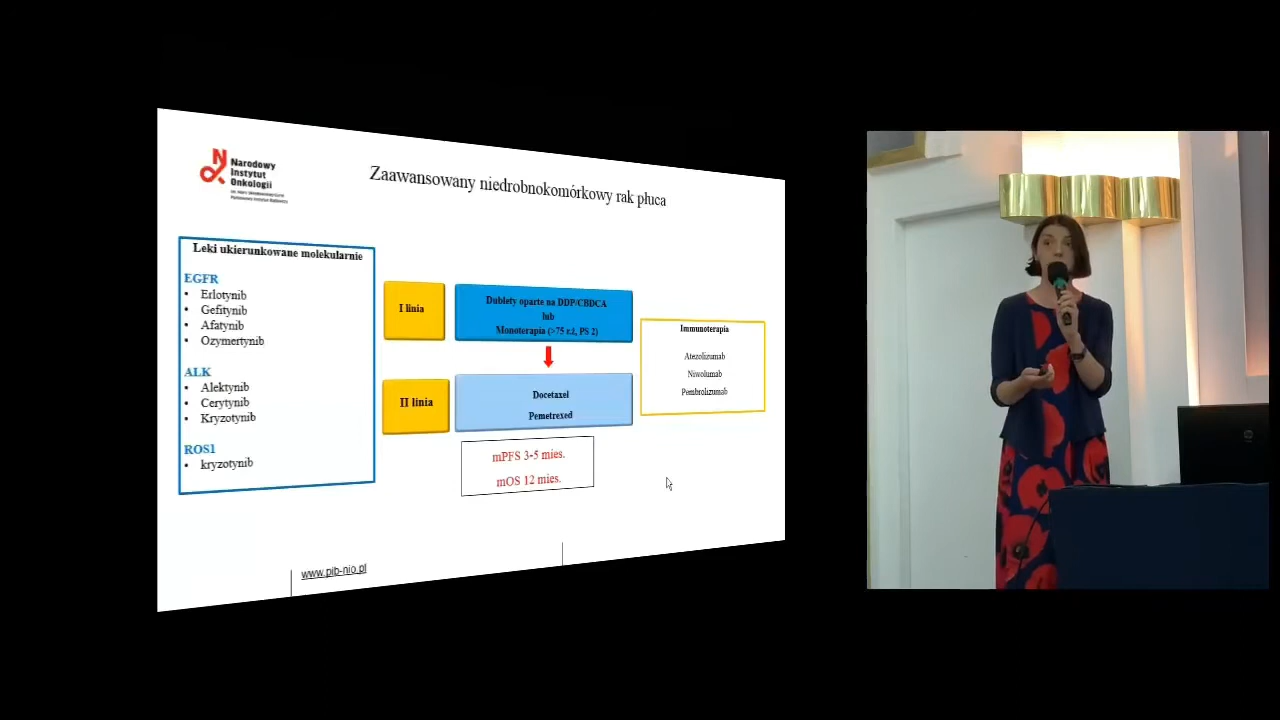 Narodowy
Instytut
Onkologii
Zaawansowany niedrobnokomórkowy rak płuca
Leki ukierunkowane molekularnie
EGFR
• Erlotynib
• Gefitynib
• Afatynib
• Ozymertynib
ALK
• Alektynib
• Cerytynib
• Kryzotynib
ROS1
• kryzotynib
I linia
Dublety oparte na DDP/CBDCA
lub
Monoterapia (>75 r.ż, PS 2)
II linia
Docetaxel
Pemetrexed
mPFS 3-5 mies.
mOS 12 mies.
Immunoterapia
Atezolizumab
Niwolumab
Pembrolizumab
www.pib-nio.pl